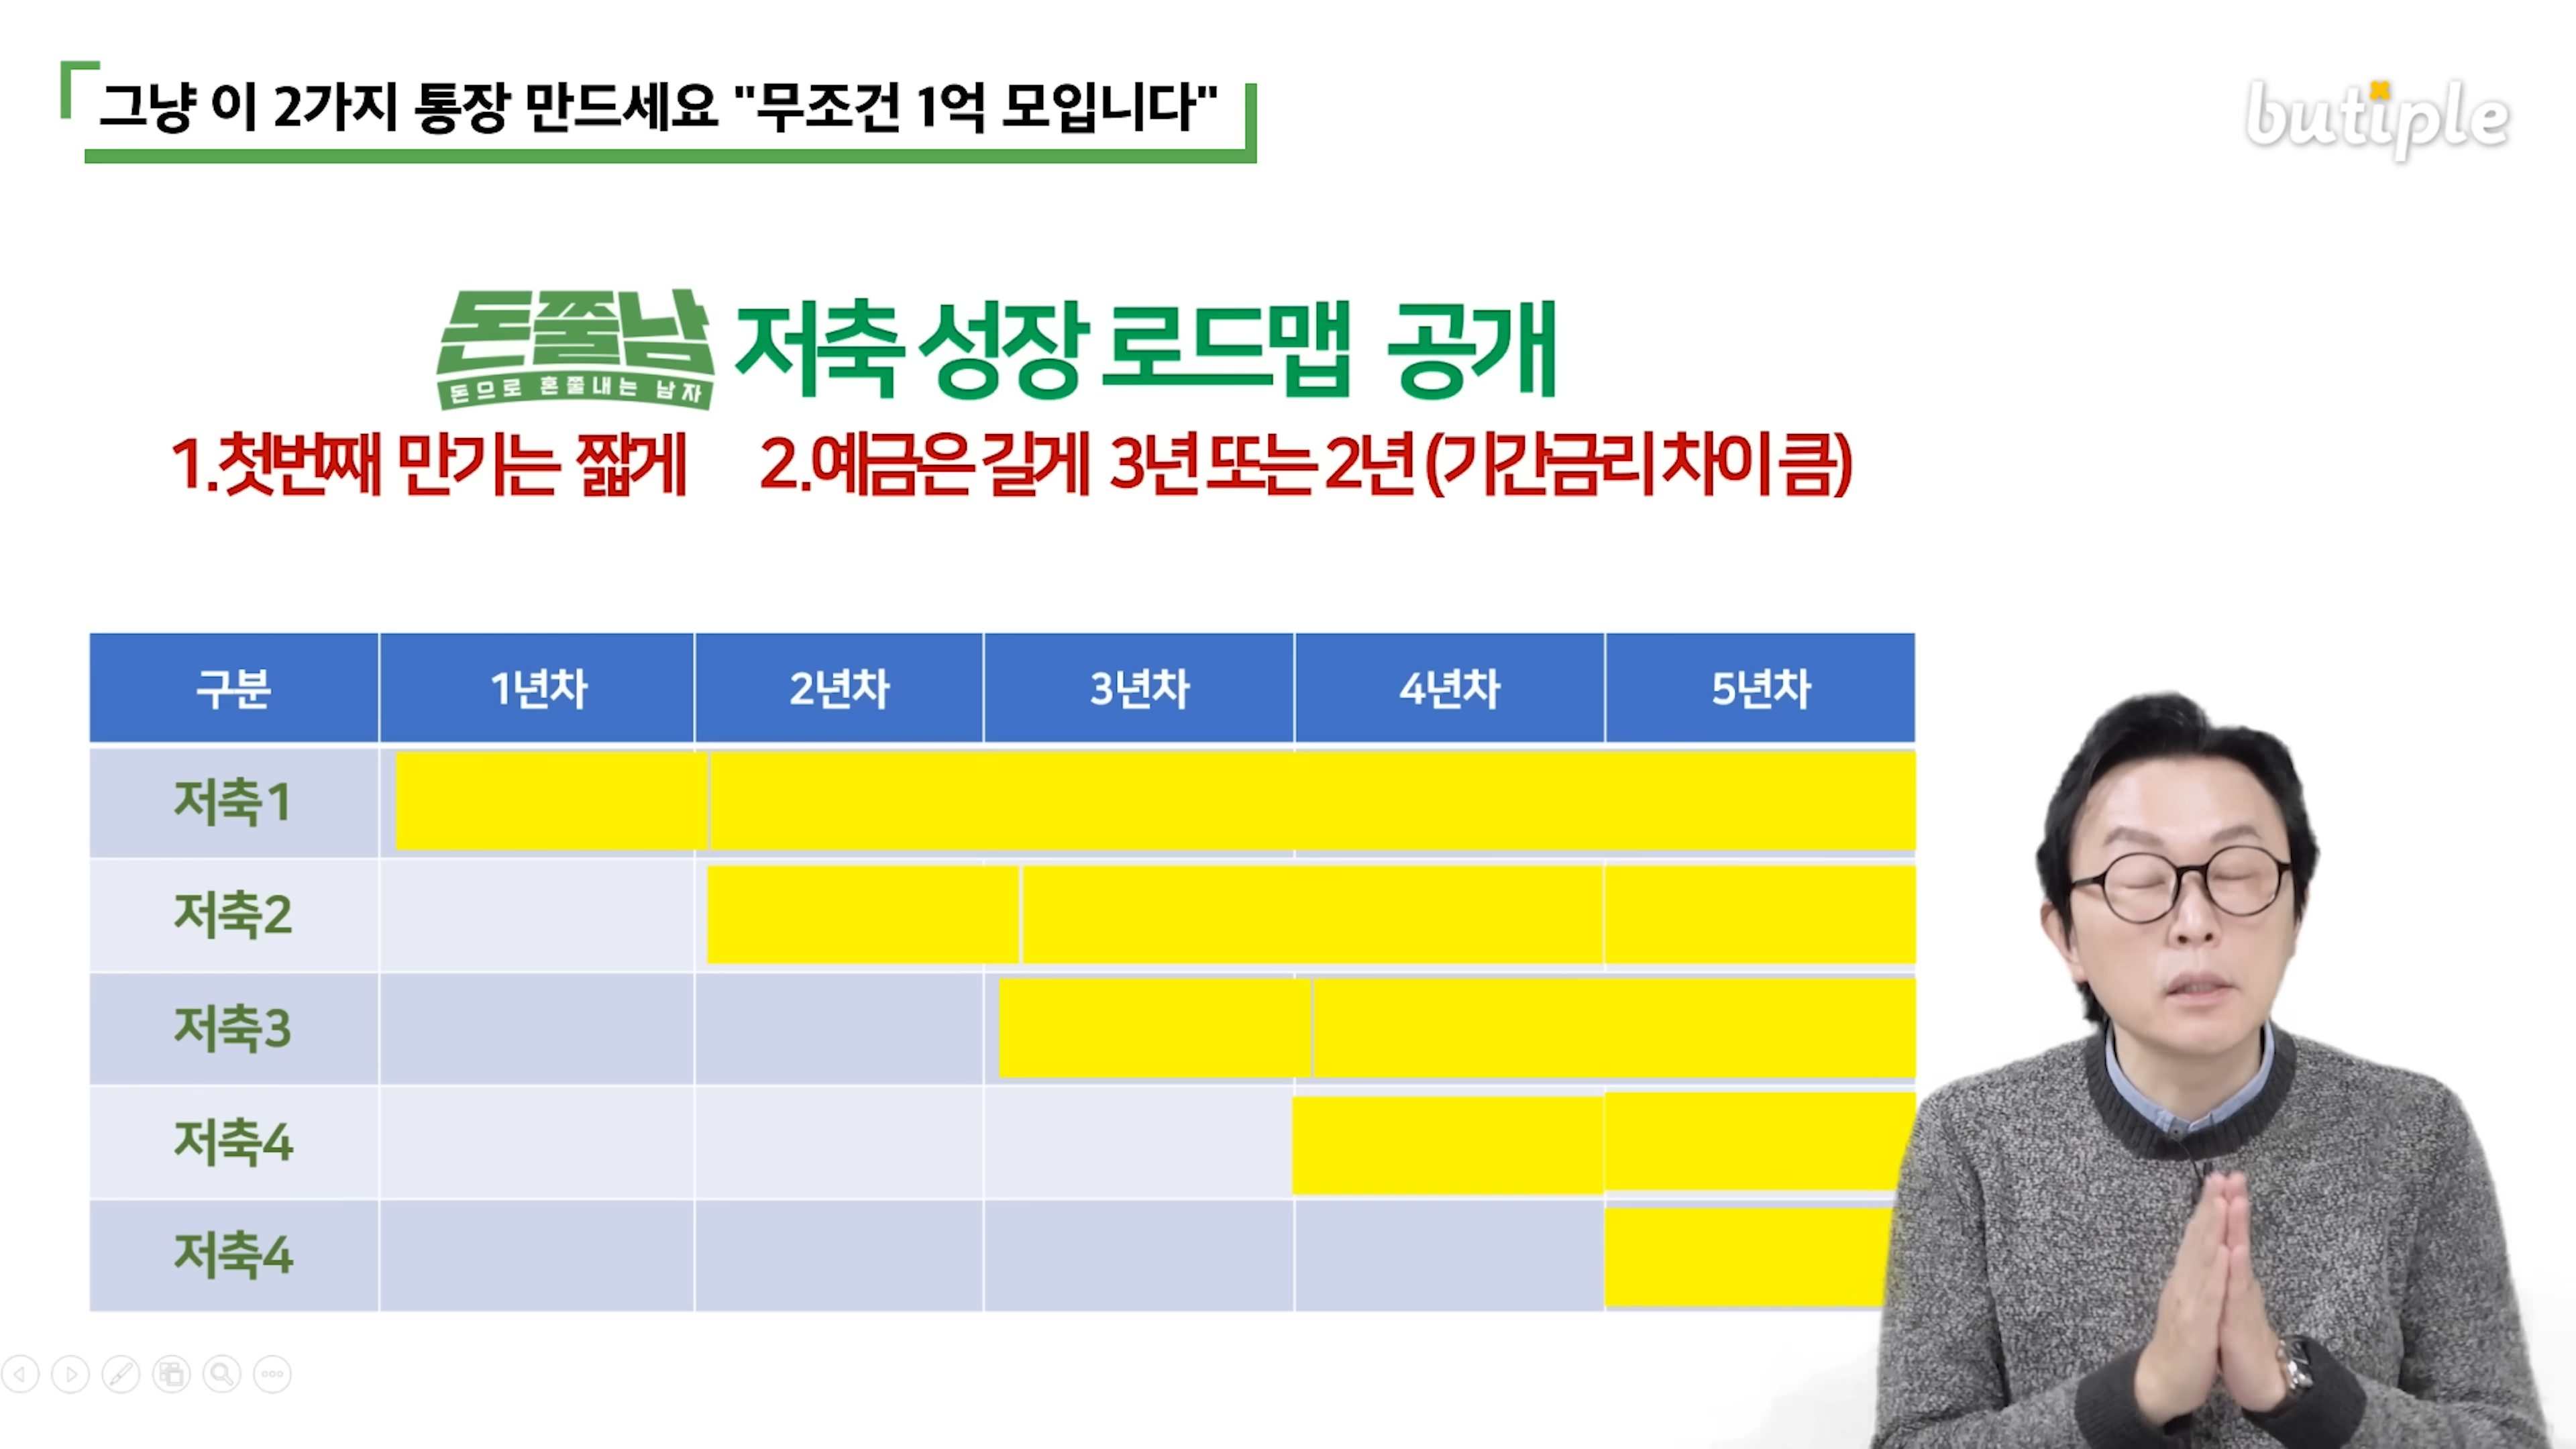 그냥 이 2가지 통장 만드세요 "무조건 1억 모입니다"
butiple
돈쭐남
돈으로 혼쭐내는 남자
저축 성장 로드맵 공개
1.첫번째 만기는 짧게 2.예금은 길게 3년 또는 2년 (기간금리 차이 큼)
구분 1년차 2년차 3년차 4년차 5년차
저축1
저축2
저축3
저축4
저축4